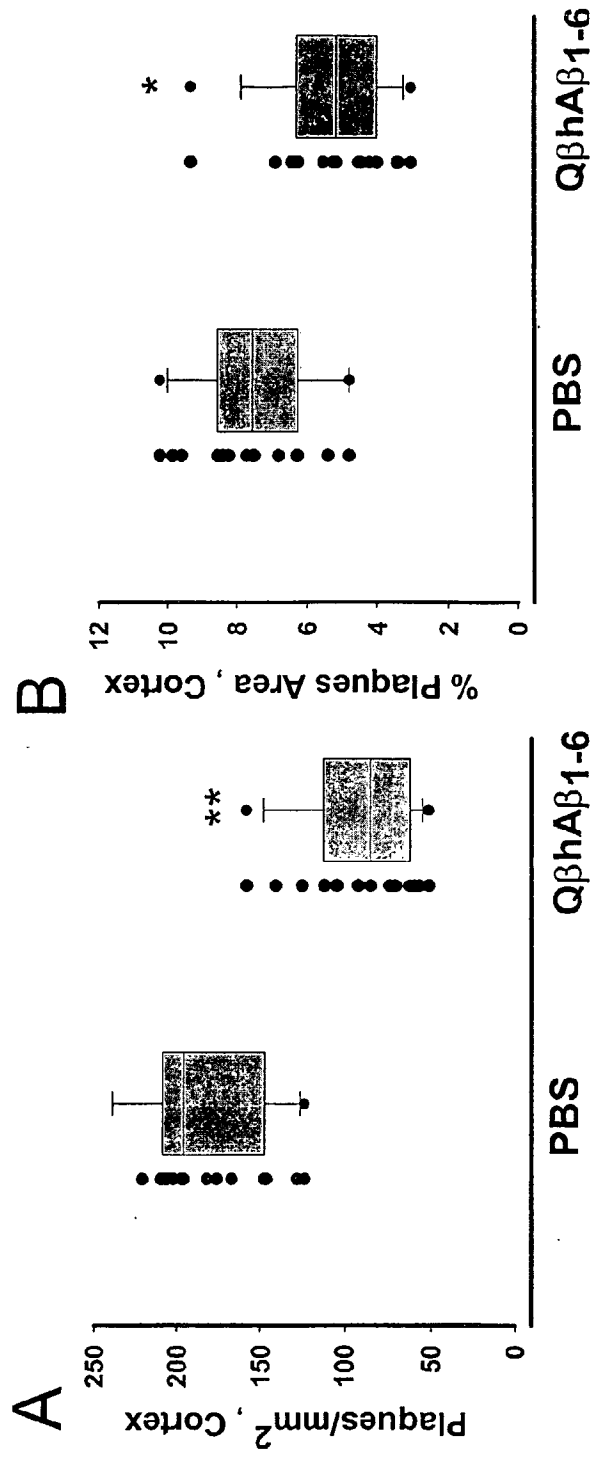 A
250
200
150
100
50
0
Plaques/mm², Cortex
**
PBS
QβhAβ1-6
B
12
10
8
6
4
2
0
% Plaques Area, Cortex
*
PBS
QβhAβ1-6